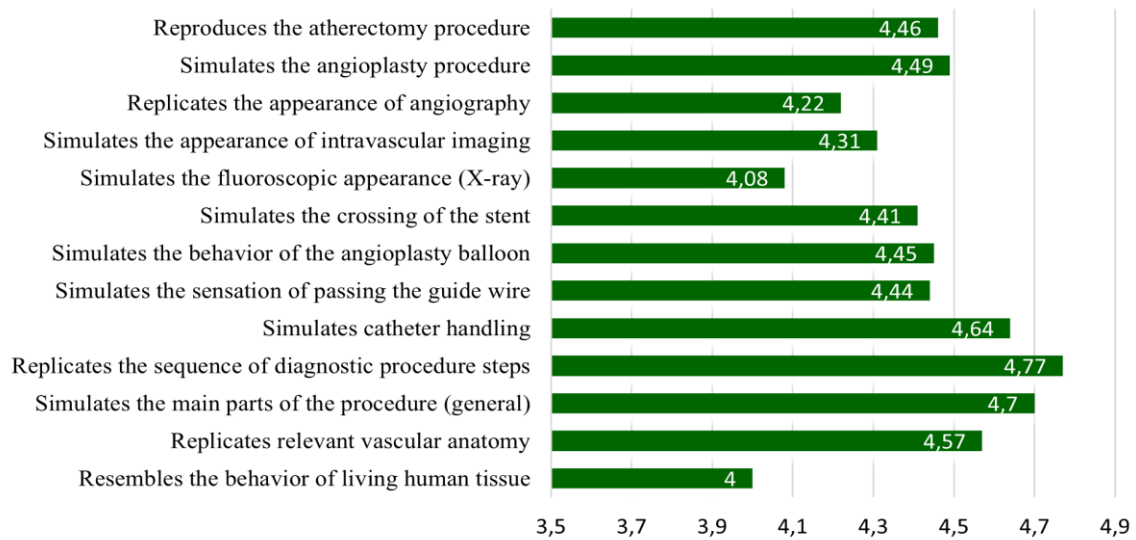 Reproduces the atherectomy procedure 4,46
Simulates the angioplasty procedure 4,49
Replicates the appearance of angiography 4,22
Simulates the appearance of intravascular imaging 4,31
Simulates the fluoroscopic appearance (X-ray) 4,08
Simulates the crossing of the stent 4,41
Simulates the behavior of the angioplasty balloon 4,45
Simulates the sensation of passing the guide wire 4,44
Simulates catheter handling 4,64
Replicates the sequence of diagnostic procedure steps 4,77
Simulates the main parts of the procedure (general) 4,7
Replicates relevant vascular anatomy 4,57
Resembles the behavior of living human tissue 4
3,5 3,7 3,9 4,1 4,3 4,5 4,7 4,9